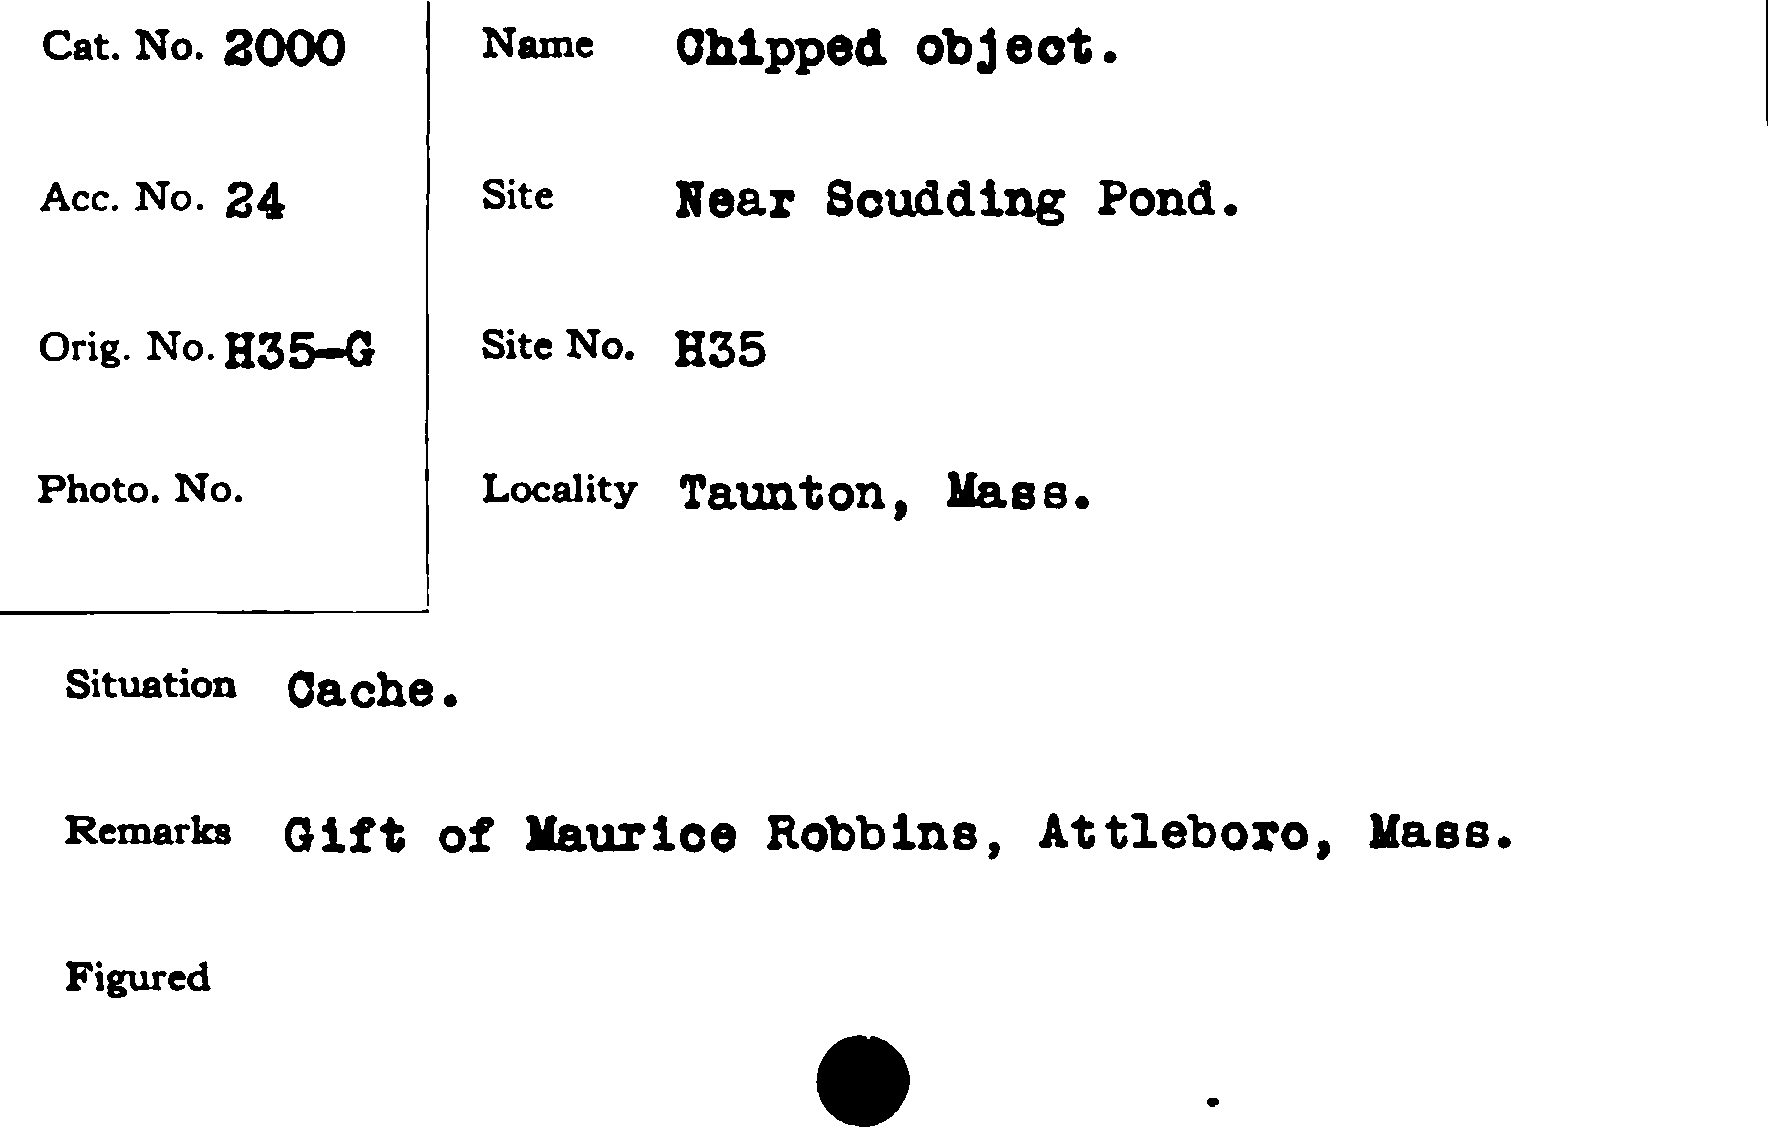 Cat. No. 2000
Name Chipped object.
Acc. No. 24
Site Near Scudding Pond.
Orig. No. H35-G
Site No. H35
Photo. No.
Locality Taunton, Mass.
Situation Cache.
Remarks Gift of Maurice Robbins, Attleboro, Mass.
Figured